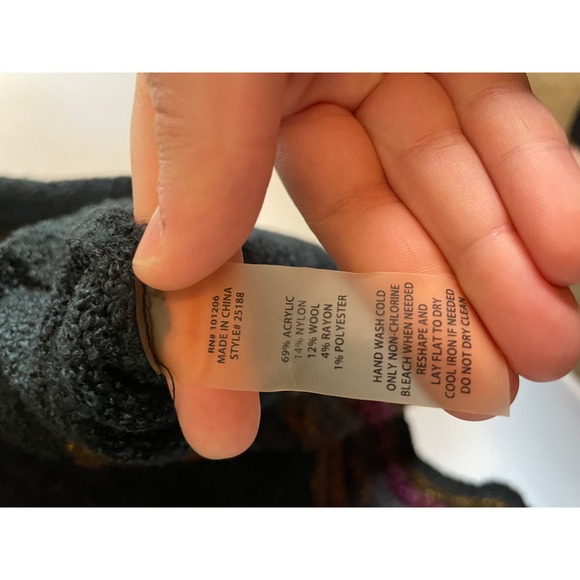 RN# 101206
MADE IN CHINA
STYLE# 25188
69% ACRYLIC
14% NYLON
12% WOOL
4% RAYON
1% POLYESTER
HAND WASH COLD
ONLY NON-CHLORINE
BLEACH WHEN NEEDED
RESHAPE AND
LAY FLAT TO DRY
COOL IRON IF NEEDED
DO NOT DRY CLEAN